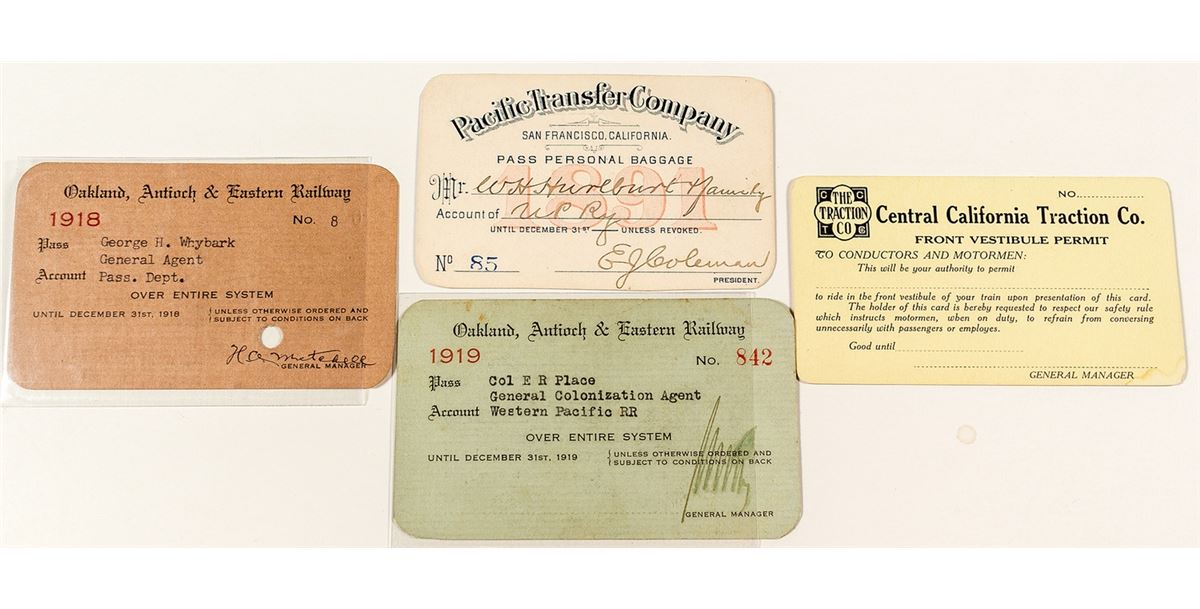 Oakland, Antioch & Eastern Railway
1918 No. 8
Pass George H. Whybark
General Agent
Account Pass. Dept.
OVER ENTIRE SYSTEM
UNTIL DECEMBER 31ST, 1918 { UNLESS OTHERWISE ORDERED AND
SUBJECT TO CONDITIONS ON BACK
H A Mitchell
GENERAL MANAGER
Pacific Transfer Company
SAN FRANCISCO, CALIFORNIA.
PASS PERSONAL BAGGAGE
1891
Mr. W H Hurlburt & family
Account of U P Ry
UNTIL DECEMBER 31ST UNLESS REVOKED.
No 85 E J Coleman
PRESIDENT.
Oakland, Antioch & Eastern Railway
1919 No. 842
Pass Col E R Place
General Colonization Agent
Account Western Pacific RR
OVER ENTIRE SYSTEM
UNTIL DECEMBER 31ST, 1919 { UNLESS OTHERWISE ORDERED AND
SUBJECT TO CONDITIONS ON BACK
GENERAL MANAGER
THE
TRACTION
CO
C C T Co
NO.
Central California Traction Co.
FRONT VESTIBULE PERMIT
TO CONDUCTORS AND MOTORMEN:
This will be your authority to permit
to ride in the front vestibule of your train upon presentation of this card.
The holder of this card is hereby requested to respect our safety rule
which instructs motormen, when on duty, to refrain from conversing
unnecessarily with passengers or employes.
Good until
GENERAL MANAGER